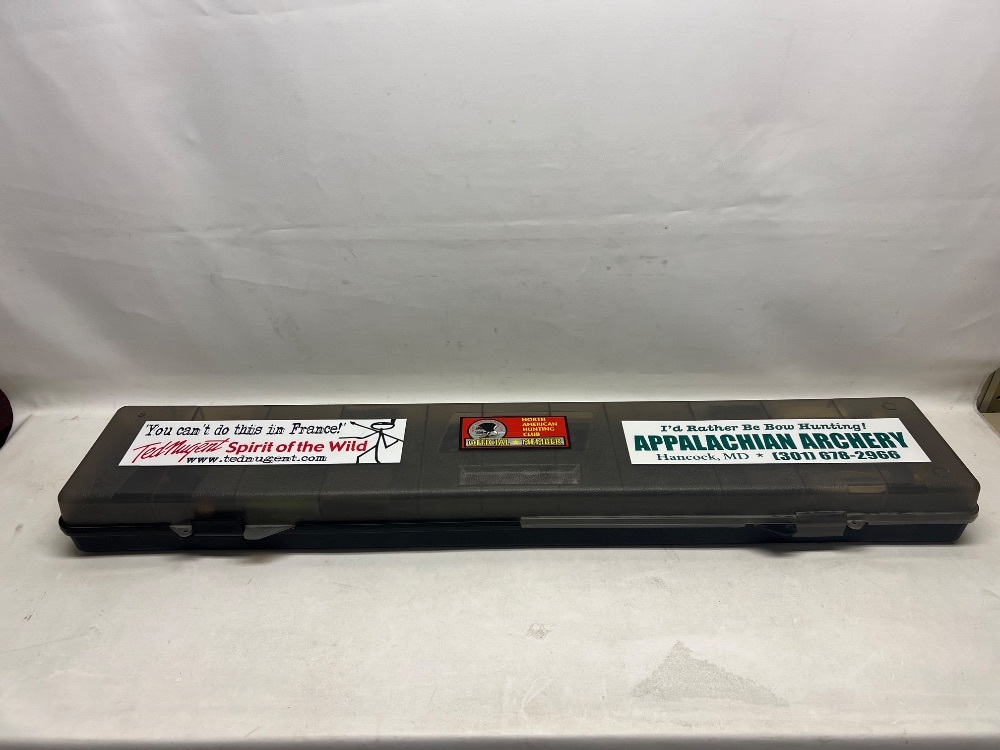 "You can't do this in France!"
Ted Nugent Spirit of the Wild
www.tednugent.com
NORTH
AMERICAN
HUNTING
CLUB
OFFICIAL MEMBER
I'd Rather Be Bow Hunting!
APPALACHIAN ARCHERY
Hancock, MD * (301) 678-2966